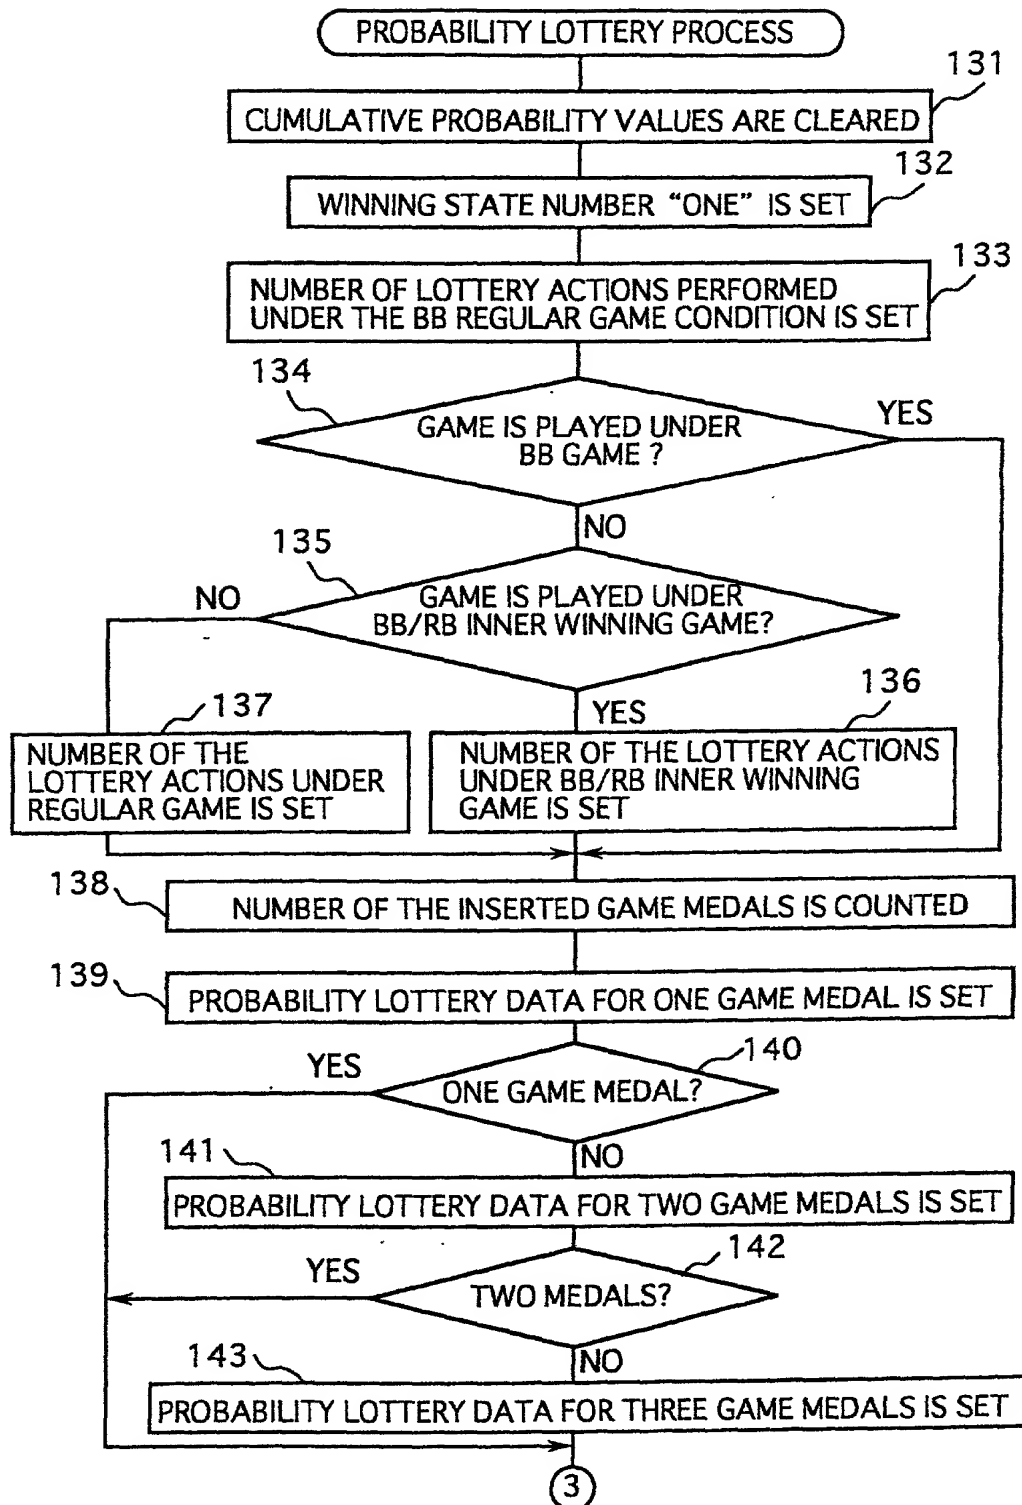 PROBABILITY LOTTERY PROCESS
131
CUMULATIVE PROBABILITY VALUES ARE CLEARED
132
WINNING STATE NUMBER “ONE” IS SET
133
NUMBER OF LOTTERY ACTIONS PERFORMED
UNDER THE BB REGULAR GAME CONDITION IS SET
134
GAME IS PLAYED UNDER
BB GAME ?
YES
NO
135
GAME IS PLAYED UNDER
BB/RB INNER WINNING GAME?
NO
YES
137
NUMBER OF THE
LOTTERY ACTIONS UNDER
REGULAR GAME IS SET
136
NUMBER OF THE LOTTERY ACTIONS
UNDER BB/RB INNER WINNING
GAME IS SET
138
NUMBER OF THE INSERTED GAME MEDALS IS COUNTED
139
PROBABILITY LOTTERY DATA FOR ONE GAME MEDAL IS SET
140
YES
ONE GAME MEDAL?
NO
141
PROBABILITY LOTTERY DATA FOR TWO GAME MEDALS IS SET
142
YES
TWO MEDALS?
NO
143
PROBABILITY LOTTERY DATA FOR THREE GAME MEDALS IS SET
3